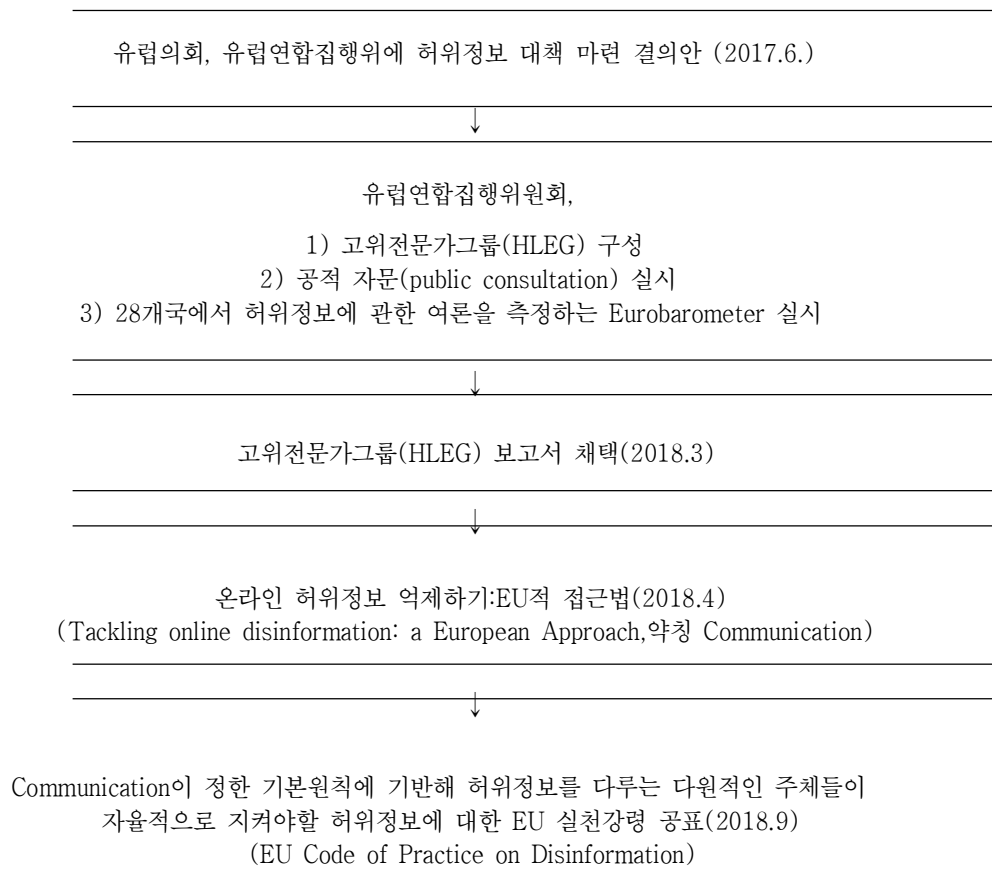 유럽의회, 유럽연합집행위에 허위정보 대책 마련 결의안 (2017.6.)
↓
유럽연합집행위원회,
1) 고위전문가그룹(HLEG) 구성
2) 공적 자문(public consultation) 실시
3) 28개국에서 허위정보에 관한 여론을 측정하는 Eurobarometer 실시
↓
고위전문가그룹(HLEG) 보고서 채택(2018.3)
↓
온라인 허위정보 억제하기:EU적 접근법(2018.4)
(Tackling online disinformation: a European Approach,약칭 Communication)
↓
Communication이 정한 기본원칙에 기반해 허위정보를 다루는 다원적인 주체들이
자율적으로 지켜야할 허위정보에 대한 EU 실천강령 공표(2018.9)
(EU Code of Practice on Disinformation)